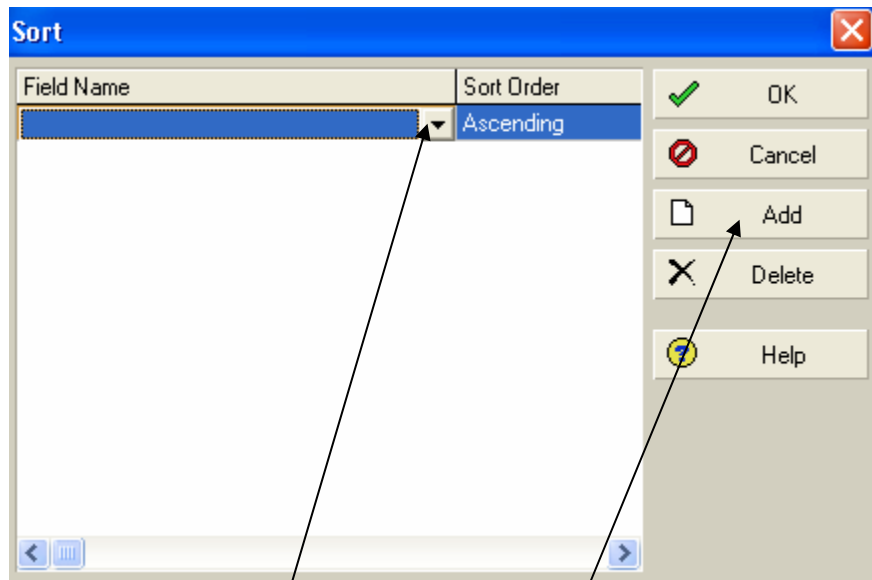 Sort
Field Name Sort Order
Ascending
OK
Cancel
Add
Delete
Help